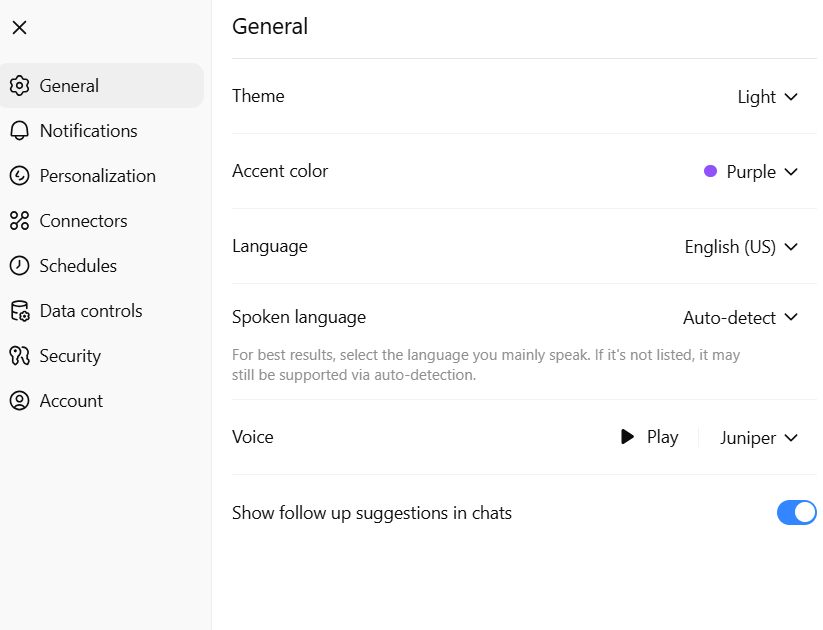 General
Notifications
Personalization
Connectors
Schedules
Data controls
Security
Account
General
Theme
Light
Accent color
Purple
Language
English (US)
Spoken language
Auto-detect
For best results, select the language you mainly speak. If it's not listed, it may
still be supported via auto-detection.
Voice
Play
Juniper
Show follow up suggestions in chats